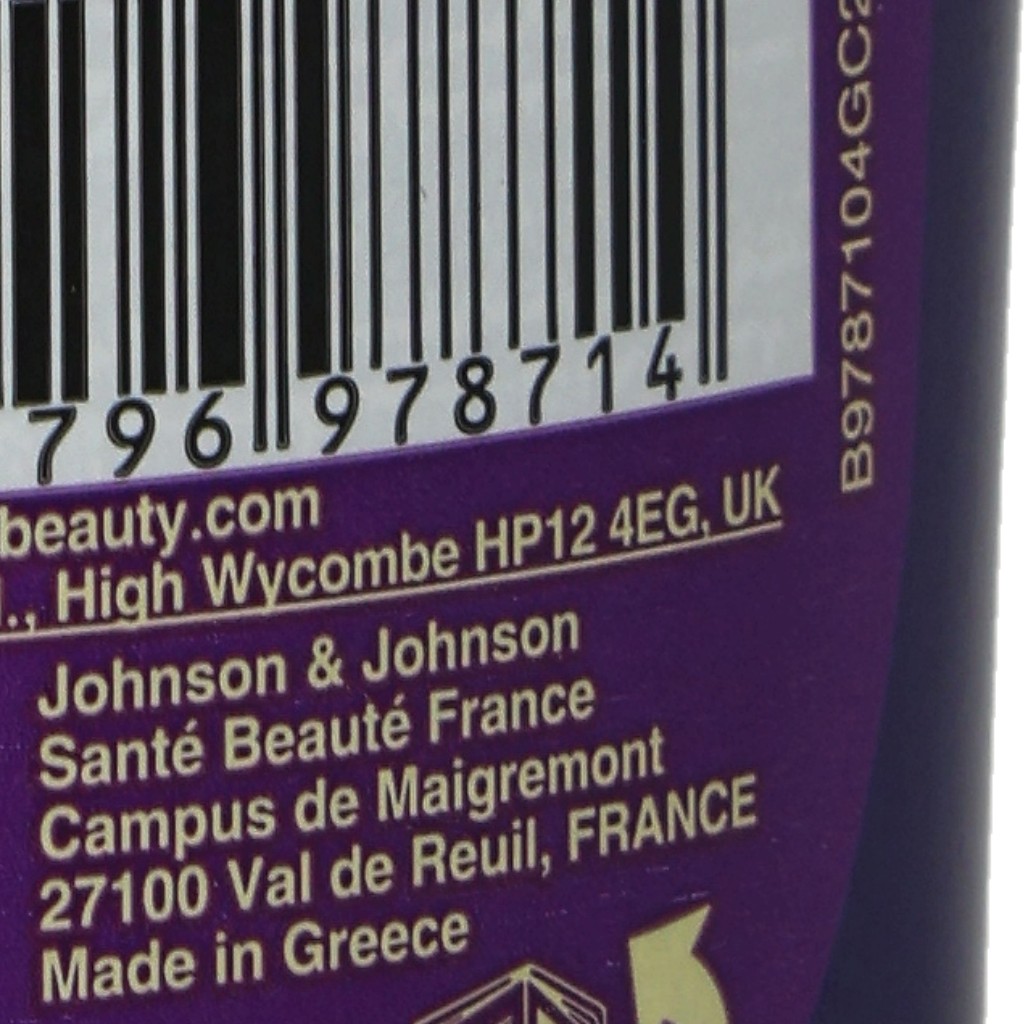 796 978714
beauty.com
., High Wycombe HP12 4EG, UK
Johnson & Johnson
Santé Beauté France
Campus de Maigremont
27100 Val de Reuil, FRANCE
Made in Greece
B9787104GC2